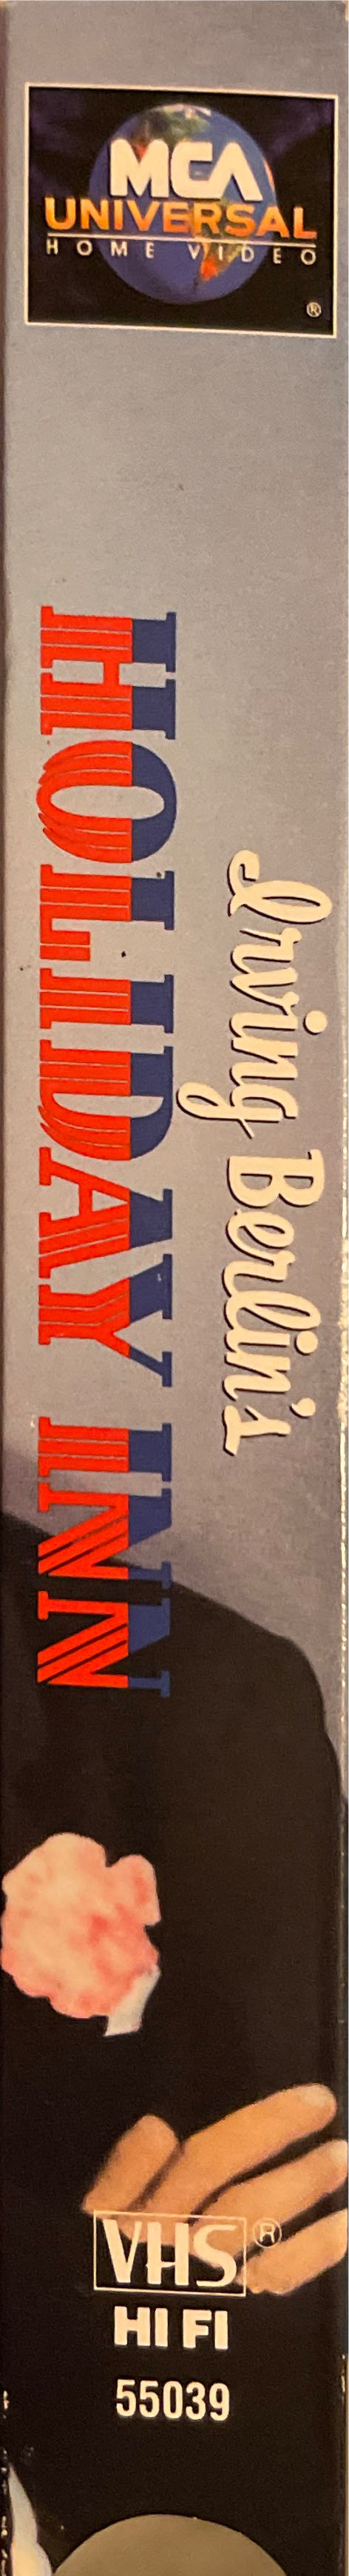 MCA
UNIVERSAL
HOME VIDEO
®
Irving Berlin's
HOLIDAY INN
VHS®
HI FI
55039